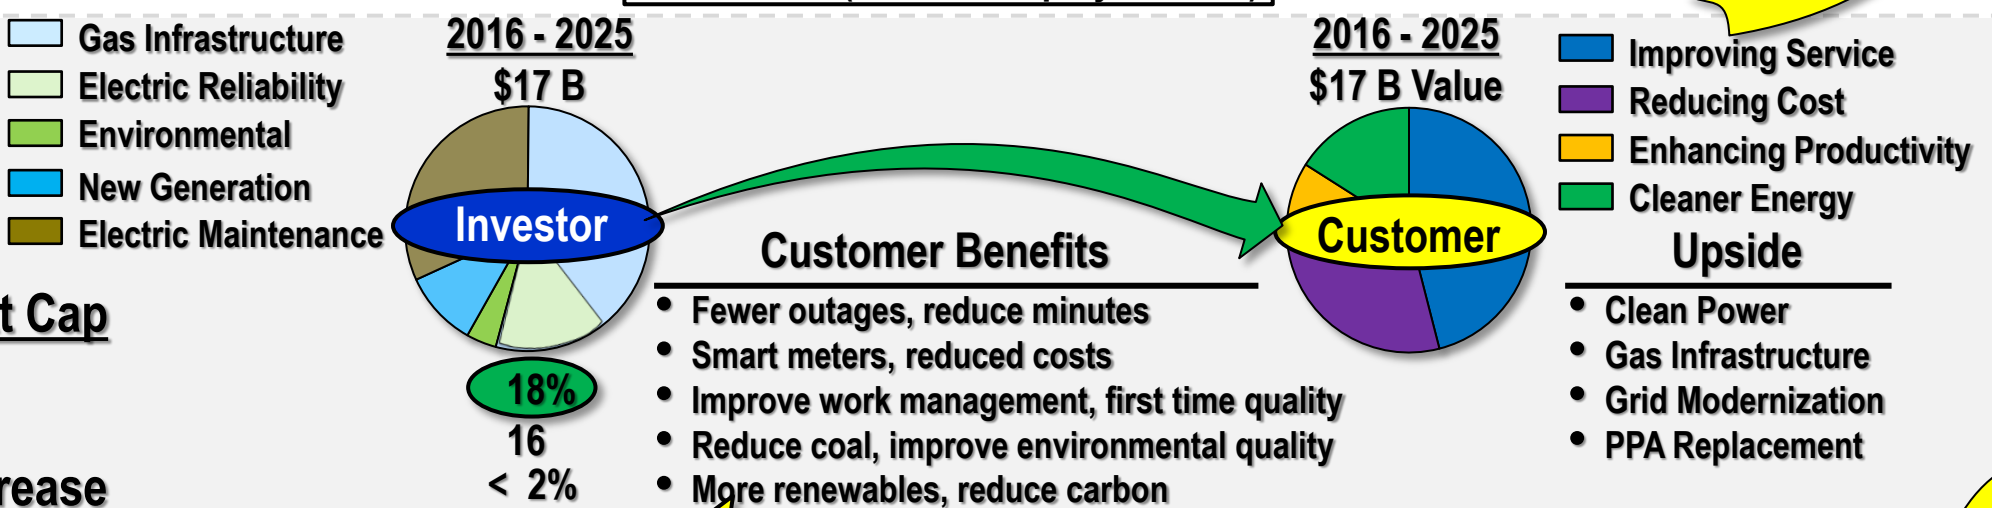 Gas Infrastructure
Electric Reliability
Environmental
New Generation
Electric Maintenance
2016 - 2025
$17 B
Investor
18%
16
< 2%
Cap
Customer Benefits
• Fewer outages, reduce minutes
• Smart meters, reduced costs
• Improve work management, first time quality
• Reduce coal, improve environmental quality
• More renewables, reduce carbon
2016 - 2025
$17 B Value
Customer
Improving Service
Reducing Cost
Enhancing Productivity
Cleaner Energy
Upside
• Clean Power
• Gas Infrastructure
• Grid Modernization
• PPA Replacement